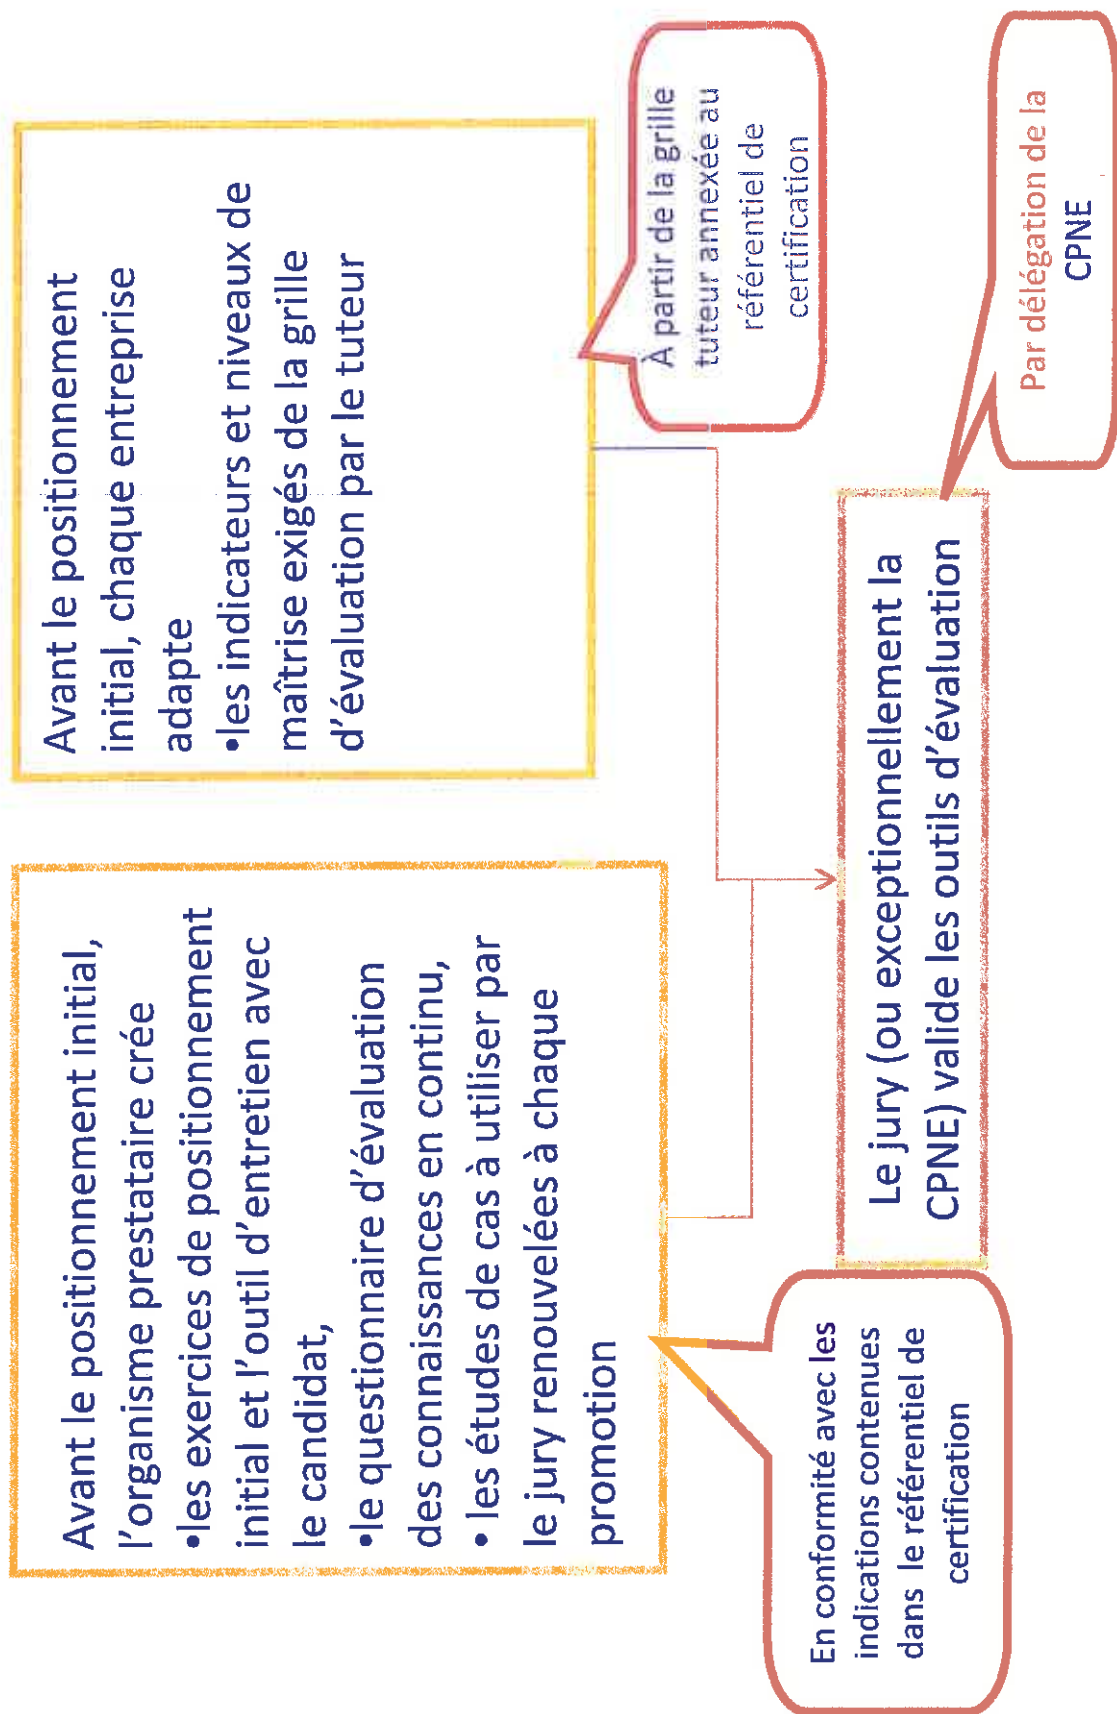 Avant le positionnement initial,
l'organisme prestataire crée
•les exercices de positionnement
initial et l'outil d'entretien avec
le candidat,
•le questionnaire d'évaluation
des connaissances en continu,
• les études de cas à utiliser par
le jury renouvelées à chaque
promotion
En conformité avec les
indications contenues
dans le référentiel de
certification
Avant le positionnement
initial, chaque entreprise
adapte
•les indicateurs et niveaux de
maîtrise exigés de la grille
d'évaluation par le tuteur
À partir de la grille
tuteur annexée au
référentiel de
certification
Le jury (ou exceptionnellement la
CPNE) valide les outils d'évaluation
Par délégation de la
CPNE